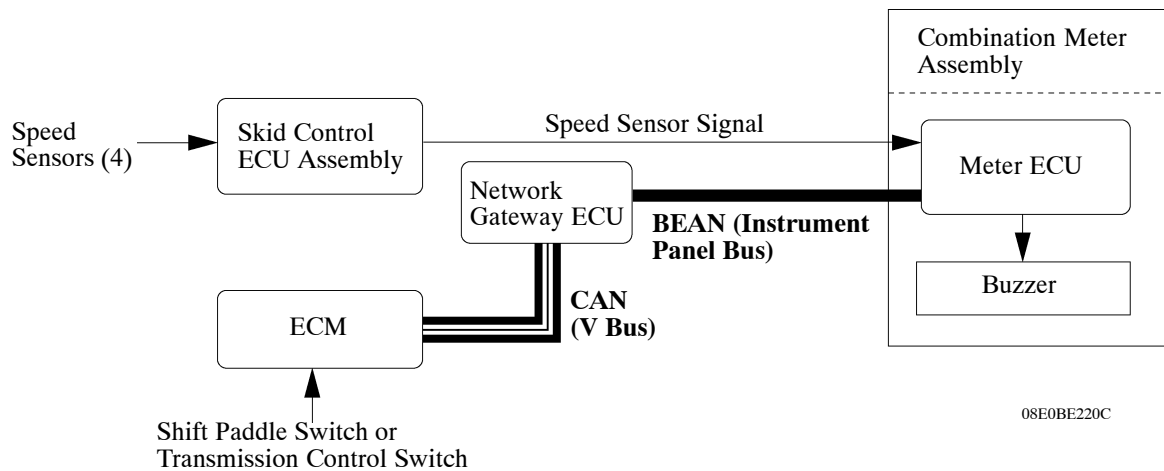 Combination Meter
Assembly
Speed
Sensors (4)
Skid Control
ECU Assembly
Speed Sensor Signal
Meter ECU
Network
Gateway ECU
BEAN (Instrument
Panel Bus)
Buzzer
CAN
(V Bus)
ECM
Shift Paddle Switch or
Transmission Control Switch
08E0BE220C